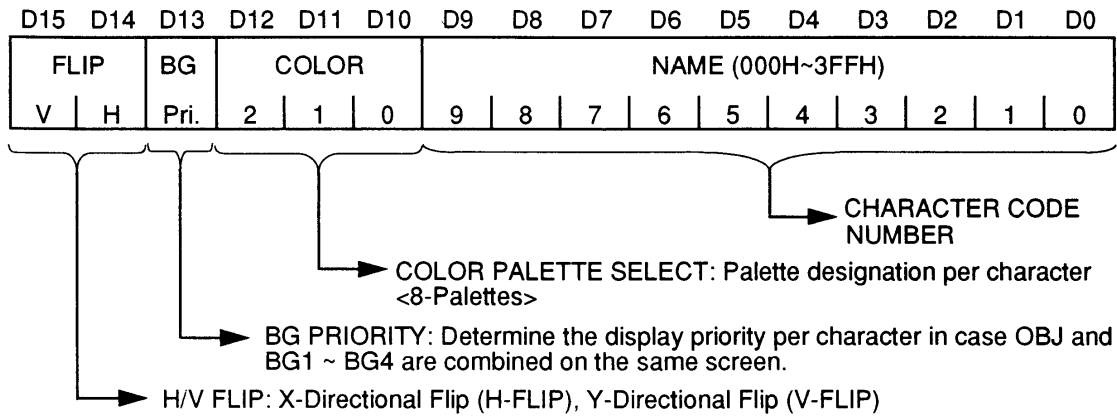 D15 D14 D13 D12 D11 D10 D9 D8 D7 D6 D5 D4 D3 D2 D1 D0
FLIP BG COLOR NAME (000H~3FFH)
V H Pri. 2 1 0 9 8 7 6 5 4 3 2 1 0
CHARACTER CODE
NUMBER
COLOR PALETTE SELECT: Palette designation per character
<8-Palettes>
BG PRIORITY: Determine the display priority per character in case OBJ and
BG1 ~ BG4 are combined on the same screen.
H/V FLIP: X-Directional Flip (H-FLIP), Y-Directional Flip (V-FLIP)